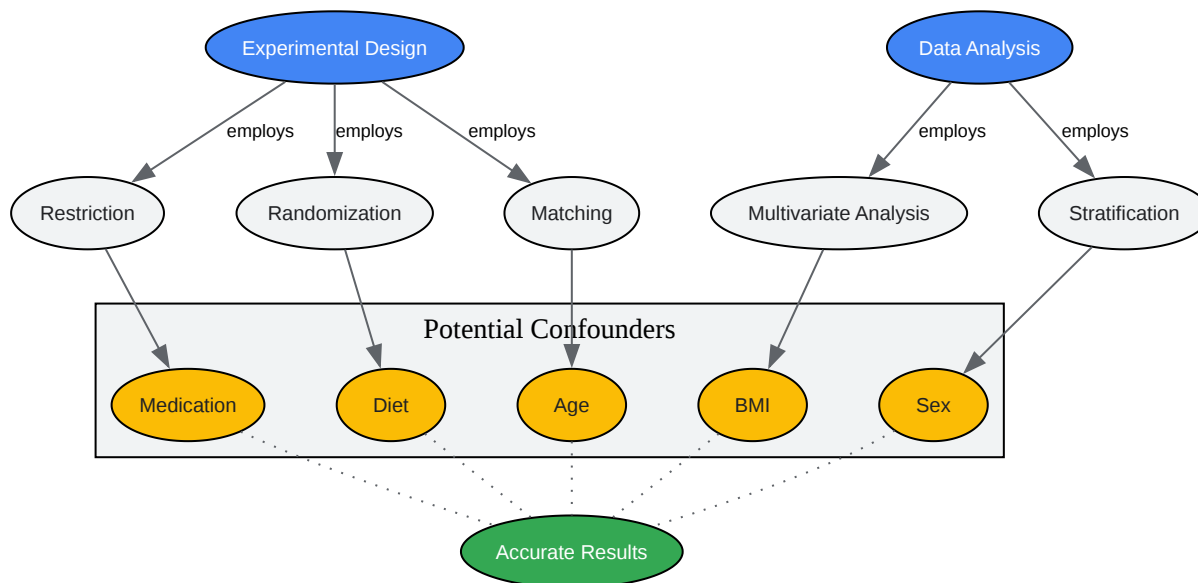 Experimental Design
Data Analysis
employs
employs
employs
employs
employs
Restriction
Randomization
Matching
Multivariate Analysis
Stratification
Potential Confounders
Medication
Diet
Age
BMI
Sex
Accurate Results